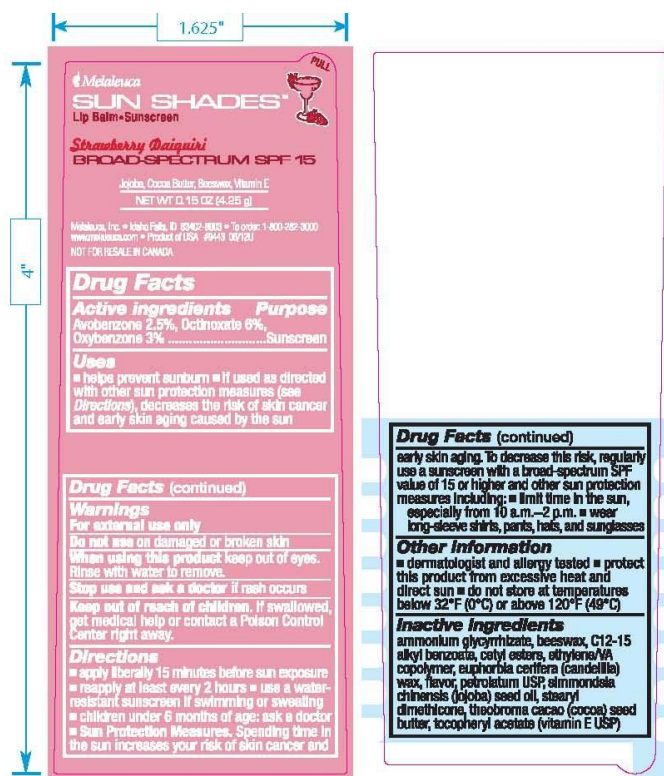 1.625"
4"
PULL
Melaleuca
SUN SHADES™
Lip Balm•Sunscreen
Strawberry Daiquiri
BROAD-SPECTRUM SPF 15
Jojoba, Cocoa Butter, Beeswax, Vitamin E
NET WT 0.15 OZ (4.25 g)
Melaleuca, Inc. • Idaho Falls, ID 83402-6003 • To order: 1-800-282-3000
www.melaleuca.com • Product of USA #9443 06/12U
NOT FOR RESALE IN CANADA
Drug Facts
Active ingredients Purpose
Avobenzone 2.5%, Octinoxate 6%,
Oxybenzone 3% ............................Sunscreen
Uses
■ helps prevent sunburn ■ if used as directed
with other sun protection measures (see
Directions), decreases the risk of skin cancer
and early skin aging caused by the sun
Drug Facts (continued)
Warnings
For external use only
Do not use on damaged or broken skin
When using this product keep out of eyes.
Rinse with water to remove.
Stop use and ask a doctor if rash occurs
Keep out of reach of children. If swallowed,
get medical help or contact a Poison Control
Center right away.
Directions
■ apply liberally 15 minutes before sun exposure
■ reapply at least every 2 hours ■ use a water-
resistant sunscreen if swimming or sweating
■ children under 6 months of age: ask a doctor
■ Sun Protection Measures. Spending time in
the sun increases your risk of skin cancer and
Drug Facts (continued)
early skin aging. To decrease this risk, regularly
use a sunscreen with a broad-spectrum SPF
value of 15 or higher and other sun protection
measures including: ■ limit time in the sun,
especially from 10 a.m.–2 p.m. ■ wear
long-sleeve shirts, pants, hats, and sunglasses
Other information
■ dermatologist and allergy tested ■ protect
this product from excessive heat and
direct sun ■ do not store at temperatures
below 32°F (0°C) or above 120°F (49°C)
Inactive ingredients
ammonium glycyrrhizate, beeswax, C12-15
alkyl benzoate, cetyl esters, ethylene/VA
copolymer, euphorbia cerifera (candelilla)
wax, flavor, petrolatum USP, simmondsia
chinensis (jojoba) seed oil, stearyl
dimethicone, theobroma cacao (cocoa) seed
butter, tocopheryl acetate (vitamin E USP)